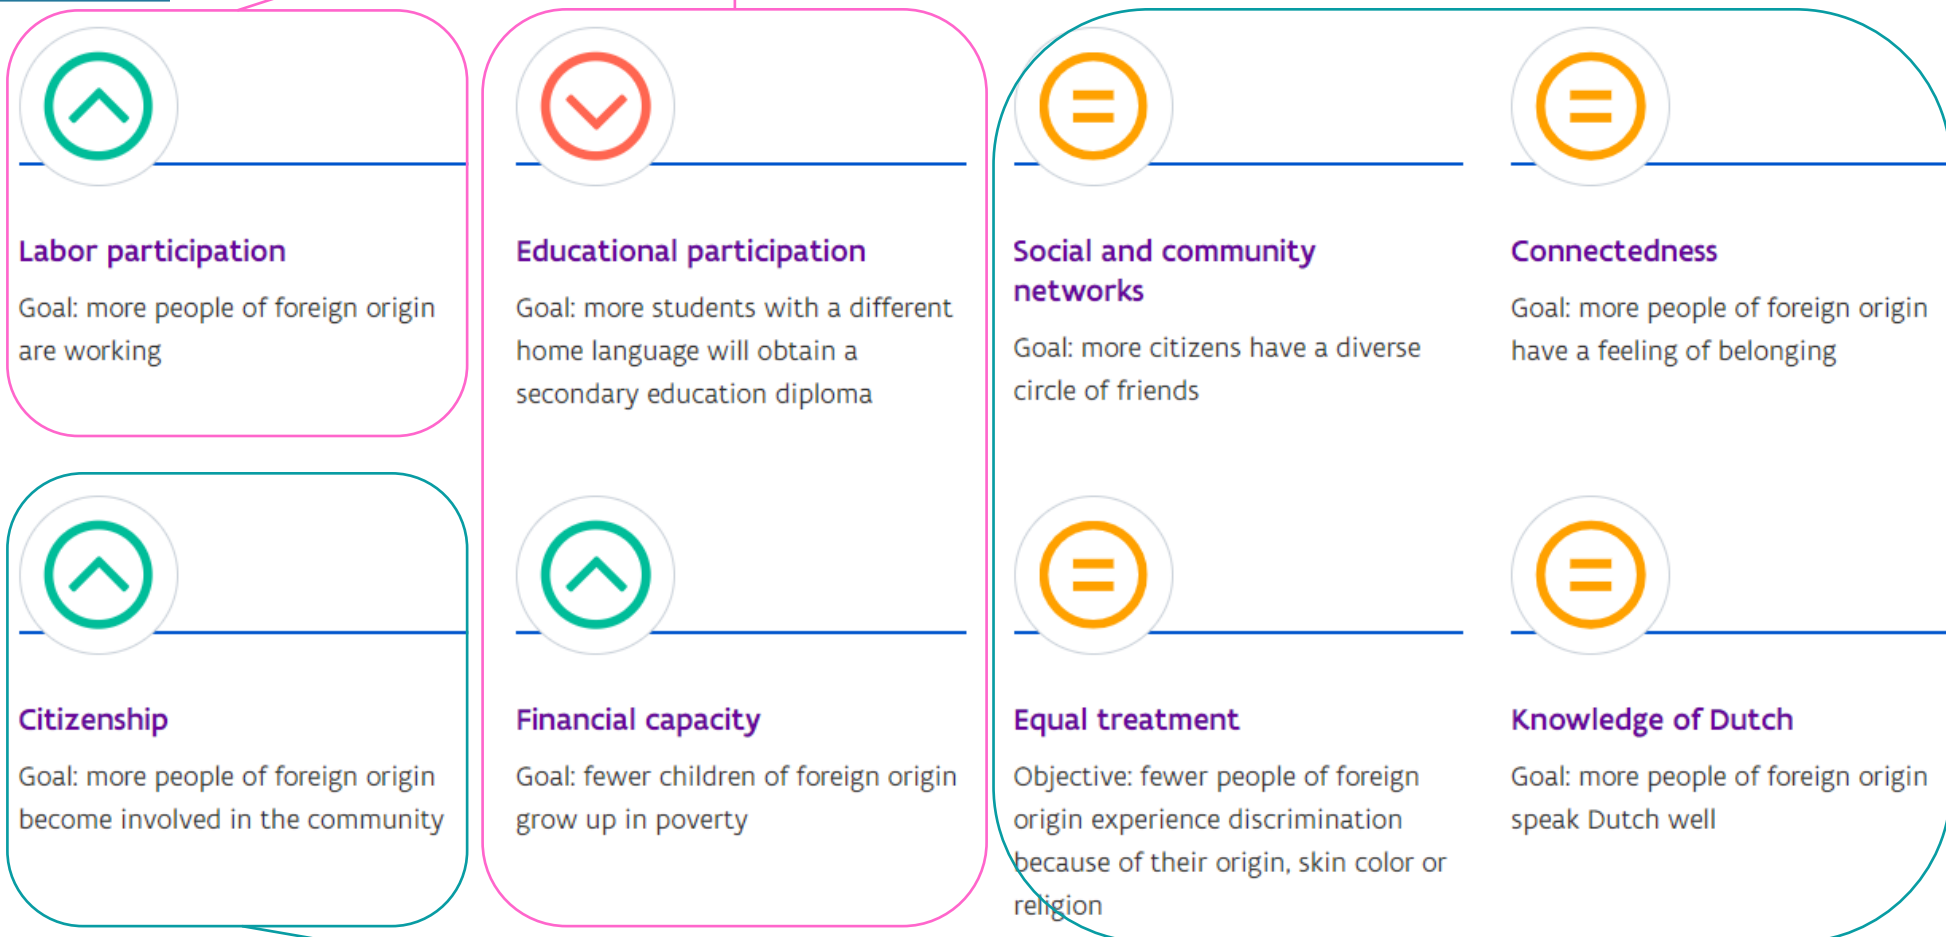 Labor participation
Goal: more people of foreign origin
are working
Educational participation
Goal: more students with a different
home language will obtain a
secondary education diploma
Social and community
networks
Goal: more citizens have a diverse
circle of friends
Connectedness
Goal: more people of foreign origin
have a feeling of belonging
Citizenship
Goal: more people of foreign origin
become involved in the community
Financial capacity
Goal: fewer children of foreign origin
grow up in poverty
Equal treatment
Objective: fewer people of foreign
origin experience discrimination
because of their origin, skin color or
religion
Knowledge of Dutch
Goal: more people of foreign origin
speak Dutch well